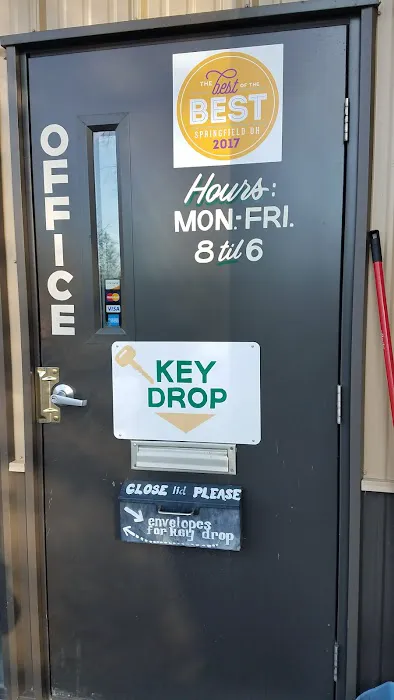 THE best OF THE
BEST
SPRINGFIELD OH
2017
OFFICE
Hours:
MON.-FRI.
8 til 6
VISA
KEY
DROP
CLOSE lid PLEASE
envelopes
for key drop